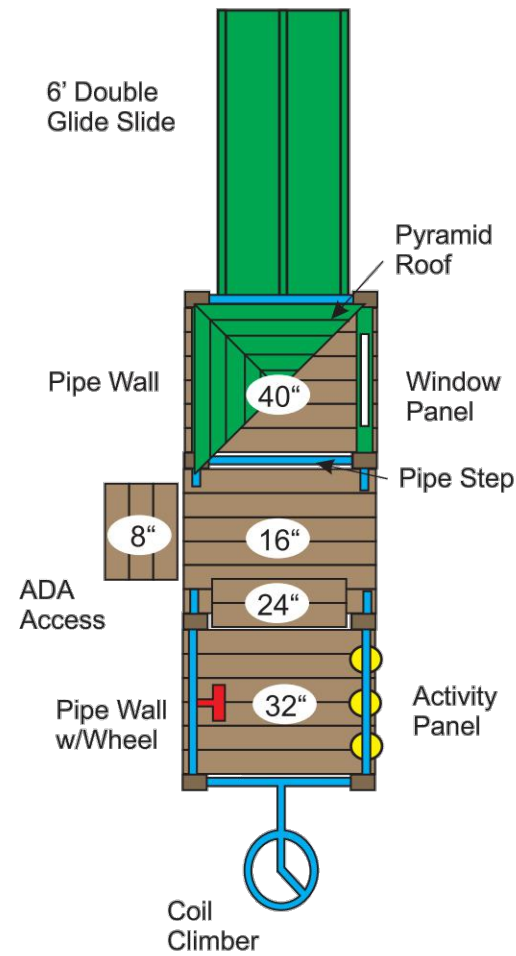 6’ Double
Glide Slide
Pyramid
Roof
Pipe Wall
40“
Window
Panel
Pipe Step
8“
16“
ADA
Access
24“
Pipe Wall
w/Wheel
32“
Activity
Panel
Coil
Climber